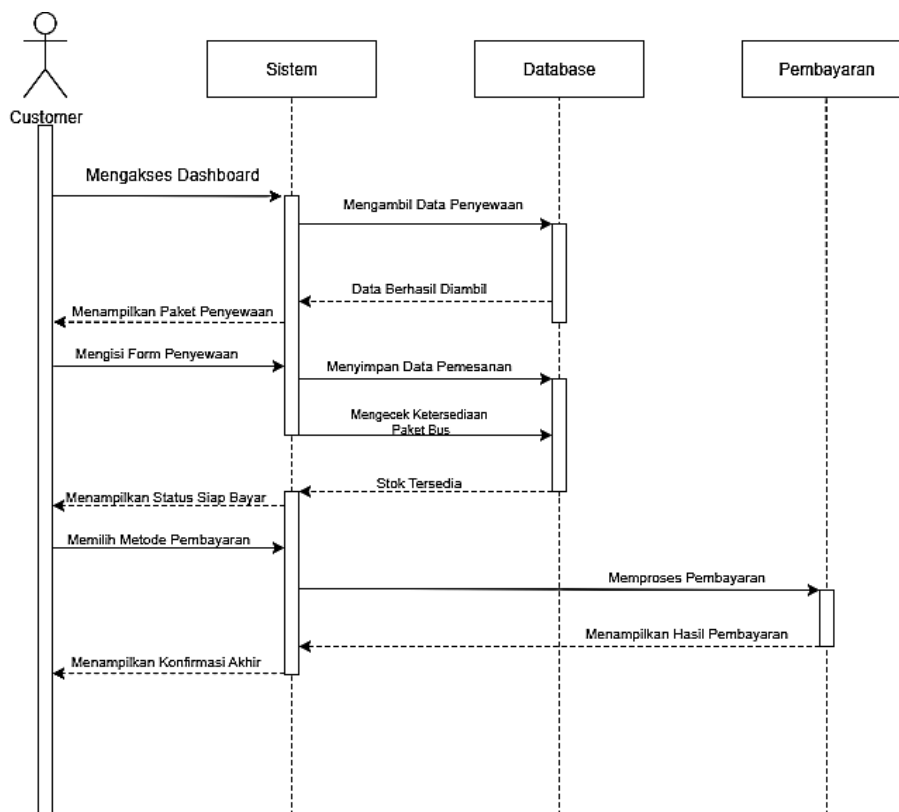 Customer
Sistem
Database
Pembayaran
Mengakses Dashboard
Mengambil Data Penyewaan
Data Berhasil Diambil
Menampilkan Paket Penyewaan
Mengisi Form Penyewaan
Menyimpan Data Pemesanan
Mengecek Ketersediaan
Paket Bus
Stok Tersedia
Menampilkan Status Siap Bayar
Memilih Metode Pembayaran
Memproses Pembayaran
Menampilkan Hasil Pembayaran
Menampilkan Konfirmasi Akhir